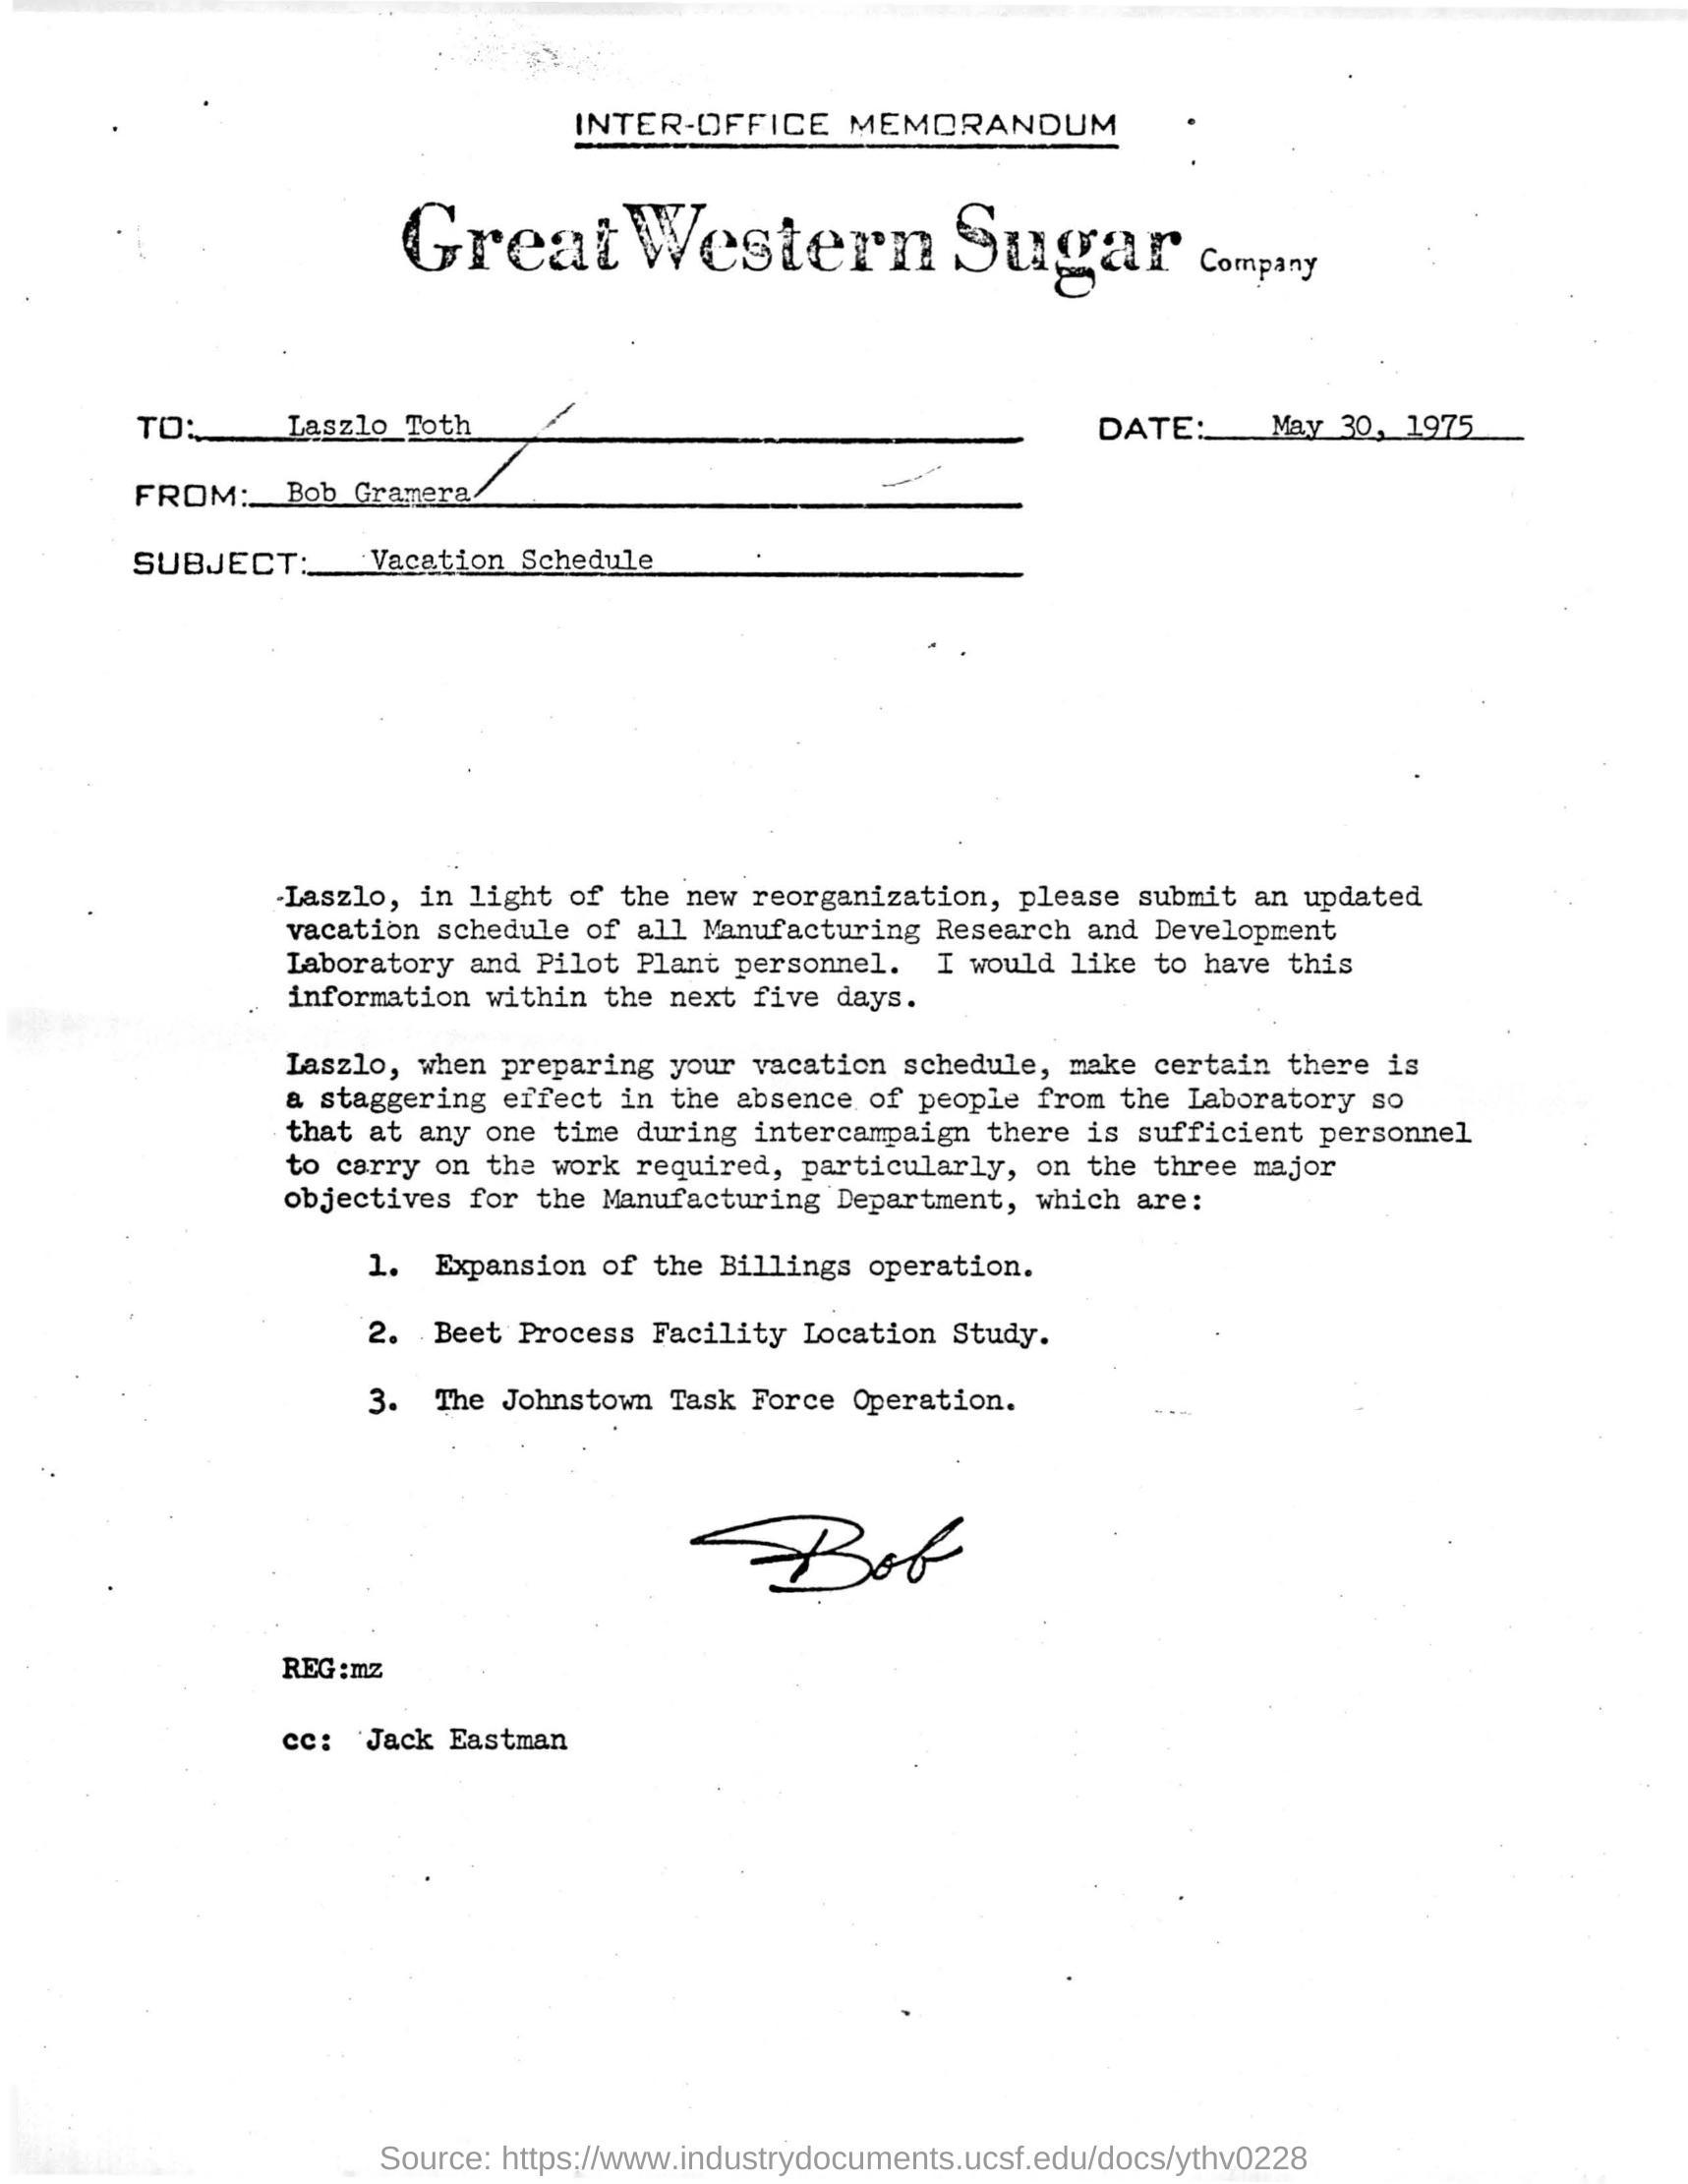 INTER-OFFICE MEMORANDUM
Great Western Sugar Company
TO: Laszlo Toth DATE: May 30, 1975
FROM: Bob Gramera
SUBJECT: Vacation Schedule
Laszlo, in light of the new reorganization, please submit an updated
vacation schedule of all Manufacturing Research and Development
Laboratory and Pilot Plant personnel. I would like to have this
information within the next five days.
Laszlo, when preparing your vacation schedule, make certain there is
a staggering effect in the absence of people from the Laboratory so
that at any one time during intercampaign there is sufficient personnel
to carry on the work required, particularly, on the three major
objectives for the Manufacturing Department, which are:
1. Expansion of the Billings operation.
2. Beet Process Facility Location Study.
3. The Johnstown Task Force Operation.
Bob
REG:mz
cc: Jack Eastman
Source: https://www.industrydocuments.ucsf.edu/docs/ythv0228